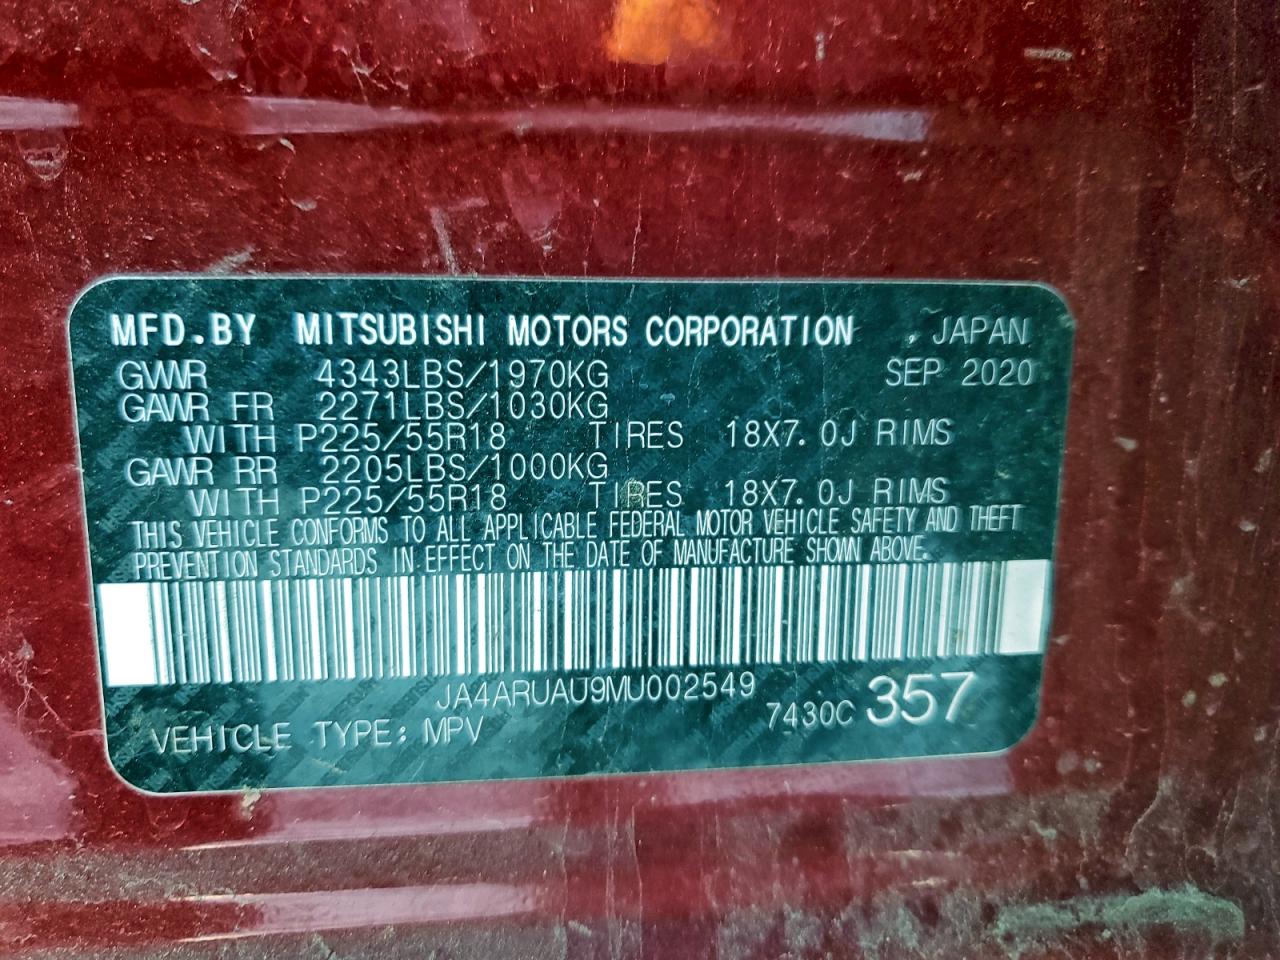 MFD.BY MITSUBISHI MOTORS CORPORATION , JAPAN
GVWR 4343LBS/1970KG SEP 2020
GAWR FR 2271LBS/1030KG
WITH P225/55R18 TIRES 18X7.0J RIMS
GAWR RR 2205LBS/1000KG
WITH P225/55R18 TIRES 18X7.0J RIMS
THIS VEHICLE CONFORMS TO ALL APPLICABLE FEDERAL MOTOR VEHICLE SAFETY AND THEFT
PREVENTION STANDARDS IN EFFECT ON THE DATE OF MANUFACTURE SHOWN ABOVE.
JA4ARUAU9MU002549
VEHICLE TYPE: MPV 7430C 357